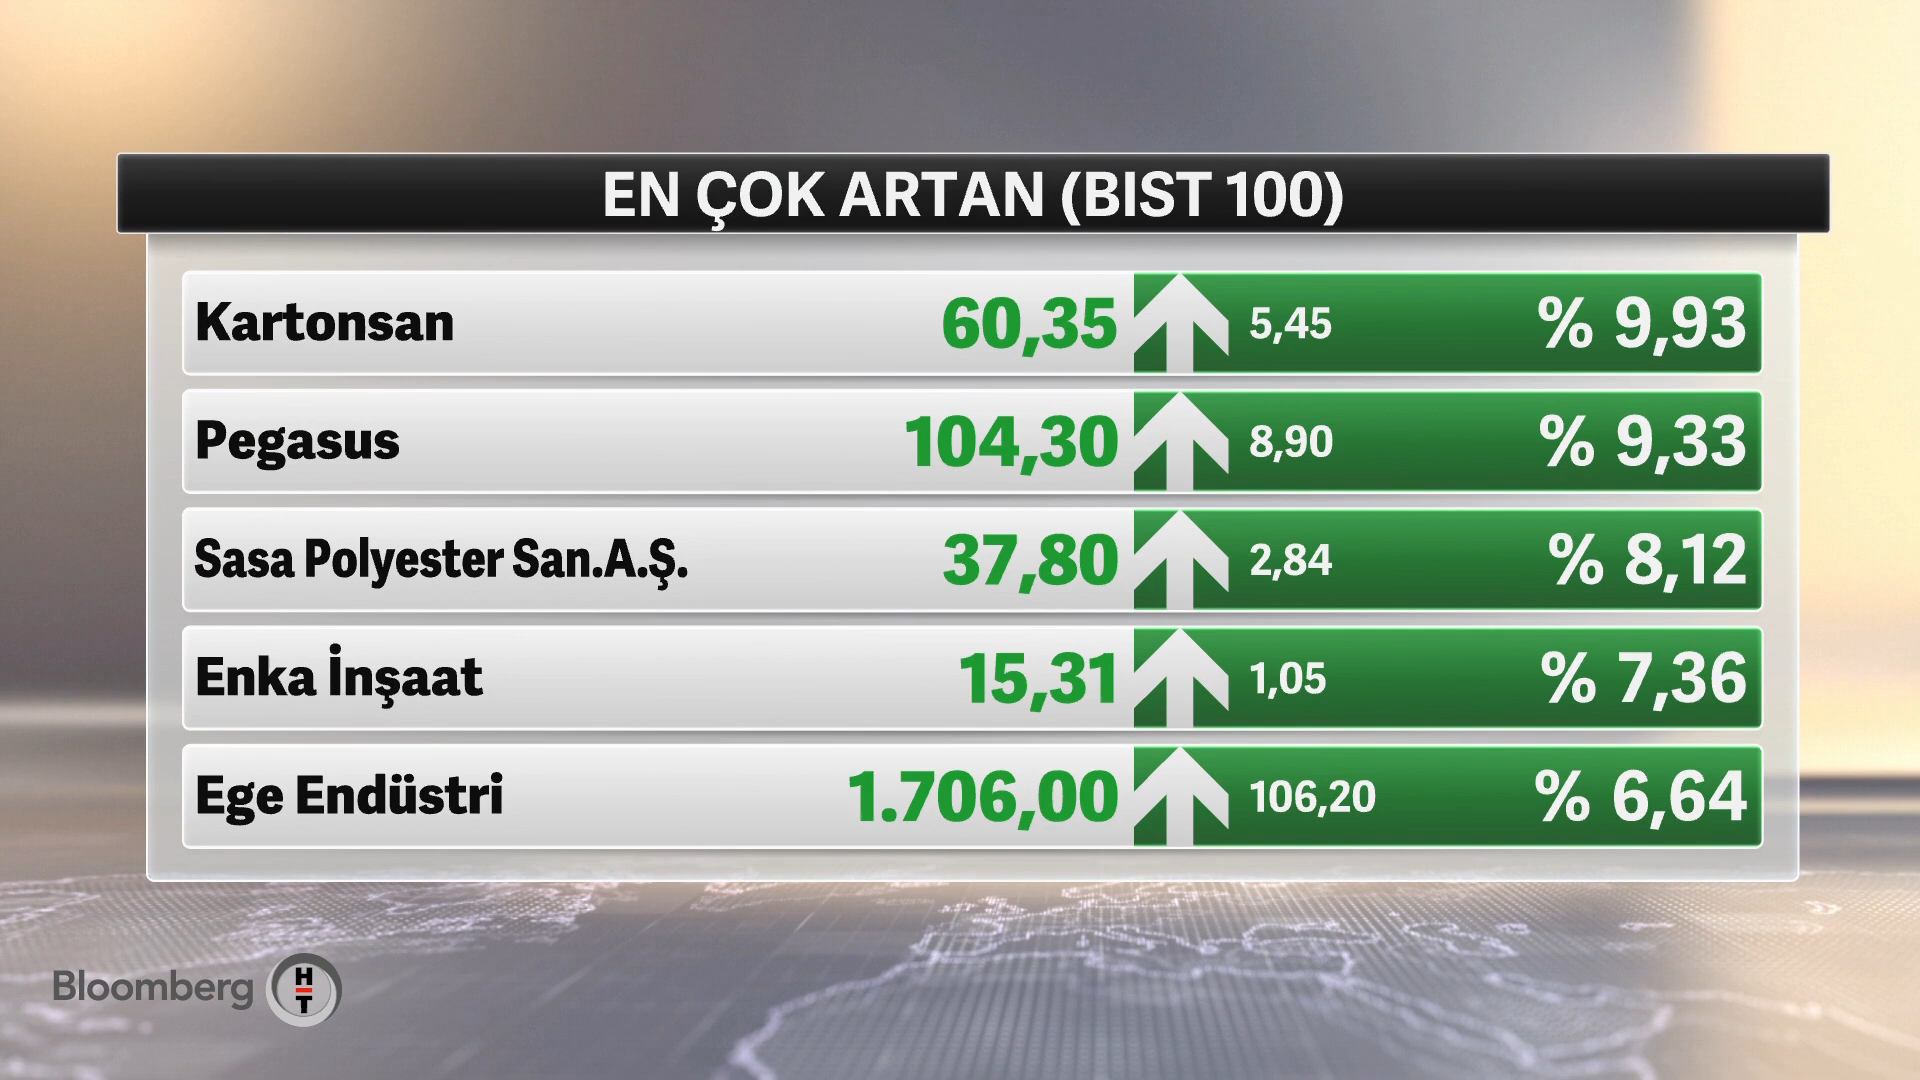 EN ÇOK ARTAN (BIST 100)
Kartonsan 60,35 5,45 % 9,93
Pegasus 104,30 8,90 % 9,33
Sasa Polyester San.A.Ş. 37,80 2,84 % 8,12
Enka İnşaat 15,31 1,05 % 7,36
Ege Endüstri 1.706,00 106,20 % 6,64
Bloomberg HT